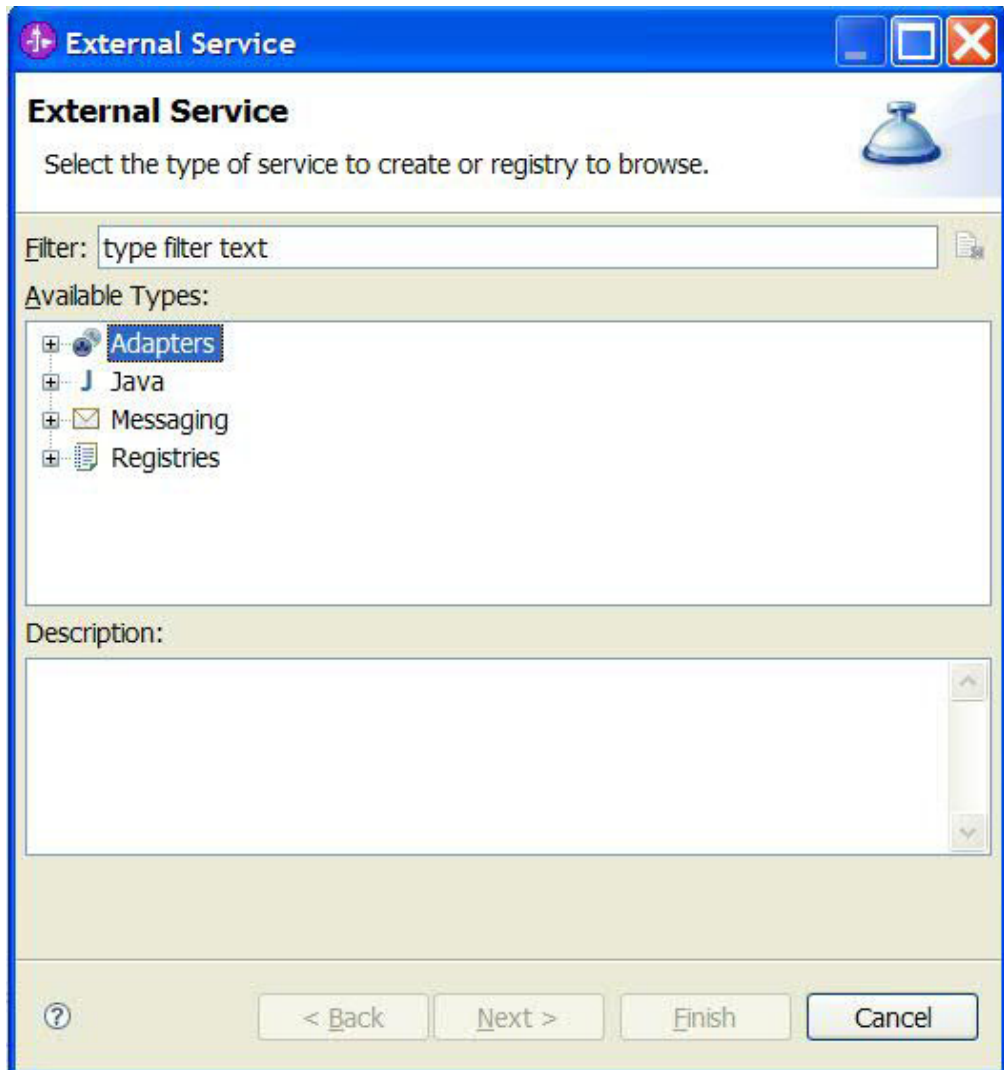 External Service
External Service
Select the type of service to create or registry to browse.
Filter: type filter text
Available Types:
Adapters
Java
Messaging
Registries
Description:
< Back Next > Finish Cancel